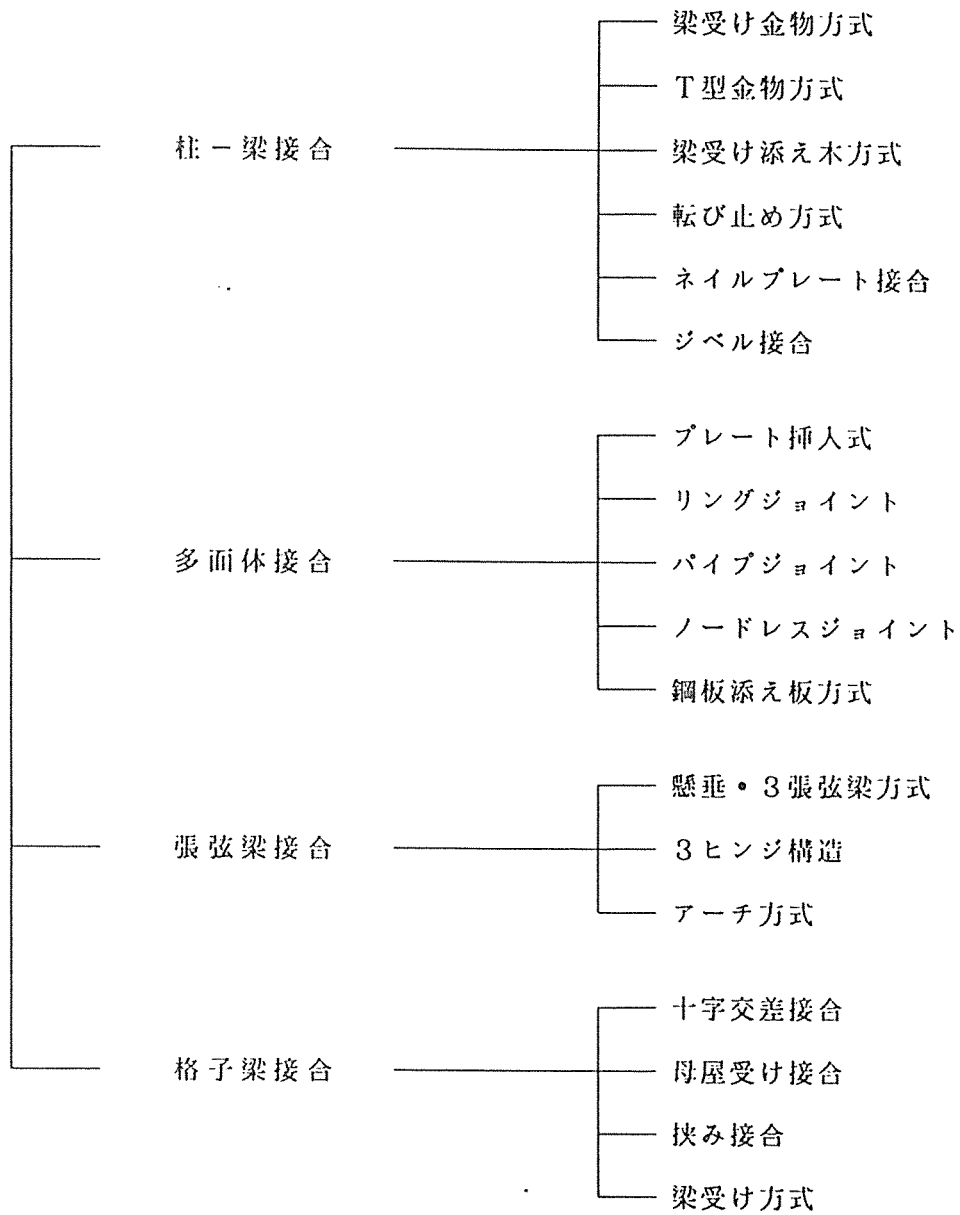 柱－梁接合
梁受け金物方式
T型金物方式
梁受け添え木方式
転び止め方式
ネイルプレート接合
ジベル接合
多面体接合
プレート挿入式
リングジョイント
パイプジョイント
ノードレスジョイント
鋼板添え板方式
張弦梁接合
懸垂・3張弦梁方式
3ヒンジ構造
アーチ方式
格子梁接合
十字交差接合
母屋受け接合
挟み接合
梁受け方式